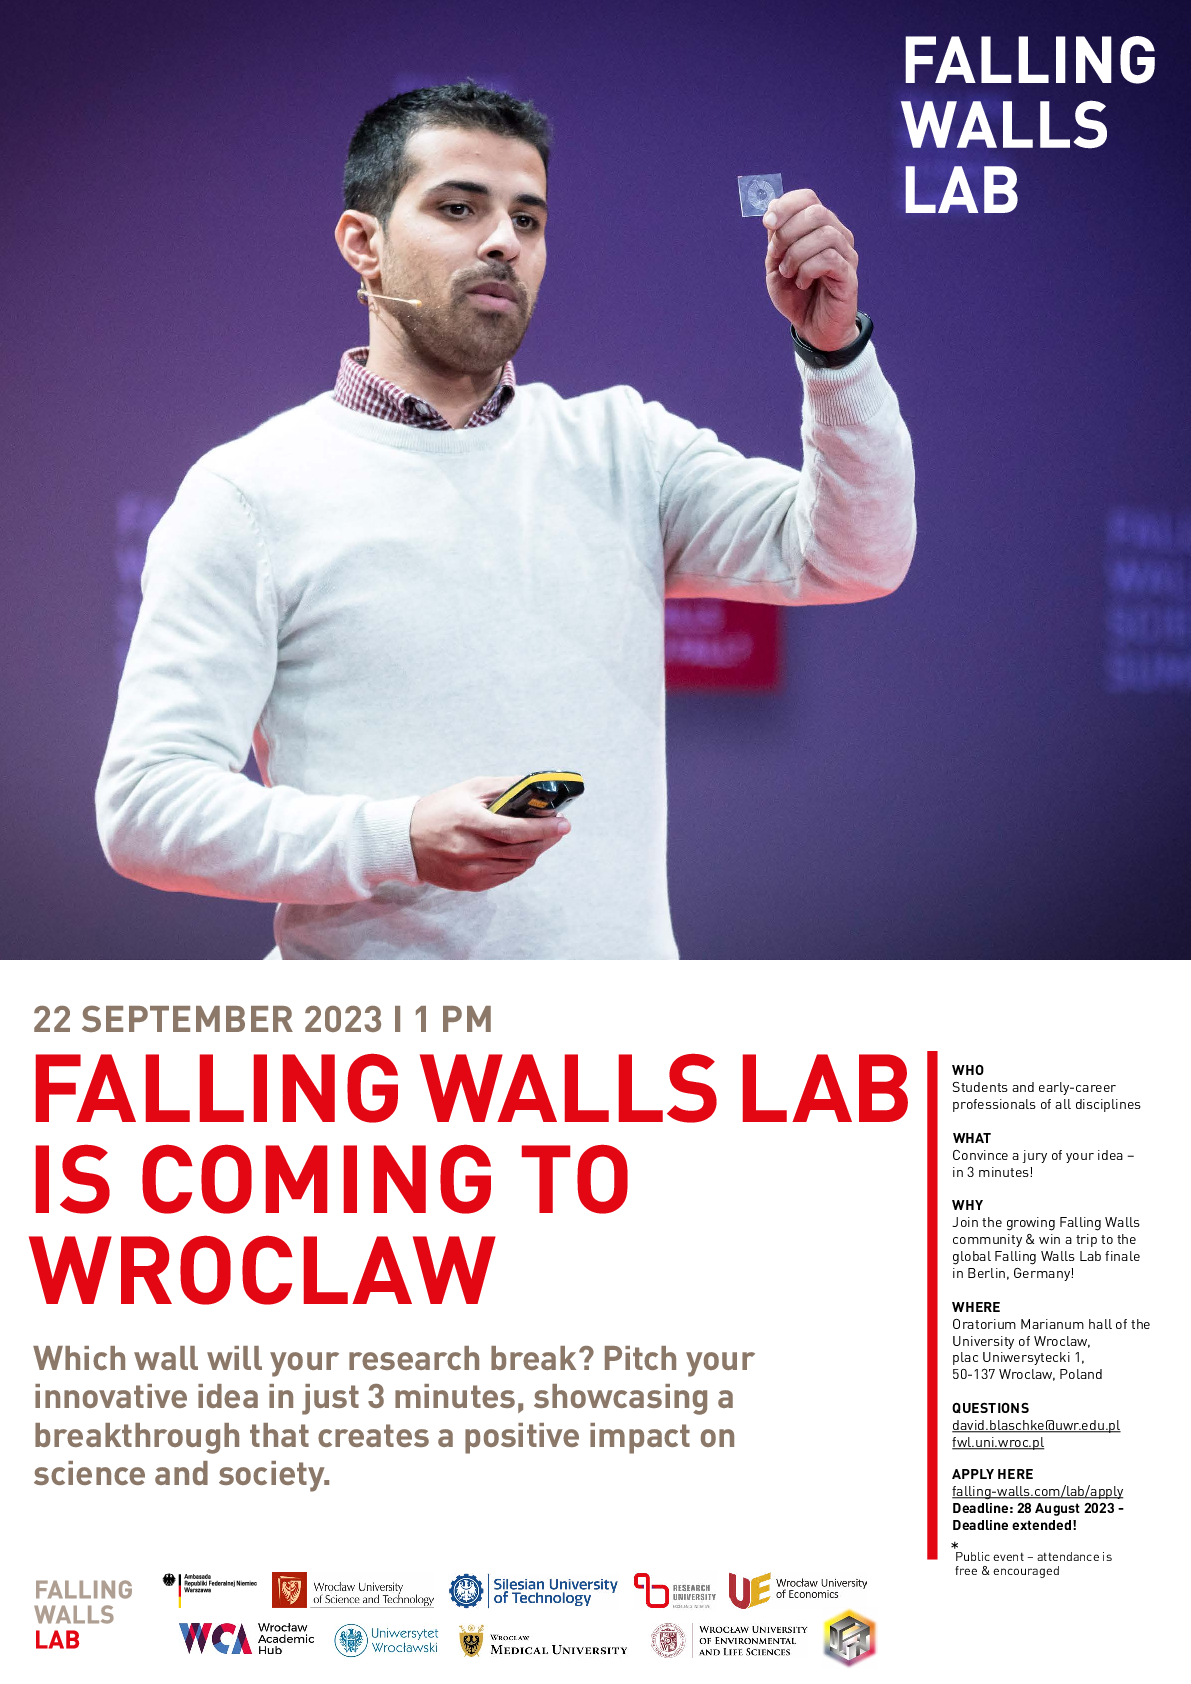 FALLING
WALLS
LAB
22 SEPTEMBER 2023 I 1 PM
FALLING WALLS LAB
IS COMING TO
WROCLAW
Which wall will your research break? Pitch your
innovative idea in just 3 minutes, showcasing a
breakthrough that creates a positive impact on
science and society.
WHO
Students and early-career
professionals of all disciplines
WHAT
Convince a jury of your idea –
in 3 minutes!
WHY
Join the growing Falling Walls
community & win a trip to the
global Falling Walls Lab finale
in Berlin, Germany!
WHERE
Oratorium Marianum hall of the
University of Wroclaw,
plac Uniwersytecki 1,
50-137 Wroclaw, Poland
QUESTIONS
david.blaschke@uwr.edu.pl
fwl.uni.wroc.pl
APPLY HERE
falling-walls.com/lab/apply
Deadline: 28 August 2023 -
Deadline extended!
*
Public event – attendance is
free & encouraged
FALLING
WALLS
LAB
Ambasada
Republiki Federalnej Niemiec
Warszawa
Wrocław University
of Science and Technology
Silesian University
of Technology
RESEARCH
UNIVERSITY
EXCELLENCE INITIATIVE
UE
Wrocław University
of Economics
WCA
Wrocław
Academic
Hub
Uniwersytet
Wrocławski
WROCLAW
MEDICAL UNIVERSITY
WROCŁAW UNIVERSITY
OF ENVIRONMENTAL
AND LIFE SCIENCES